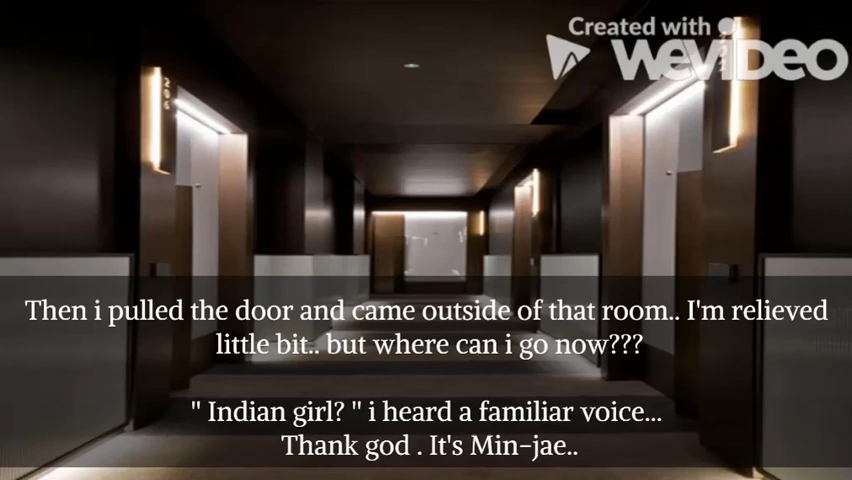 Created with
WEVIDEO
206
Then i pulled the door and came outside of that room.. I'm relieved
little bit.. but where can i go now???
" Indian girl? " i heard a familiar voice...
Thank god . It's Min-jae..